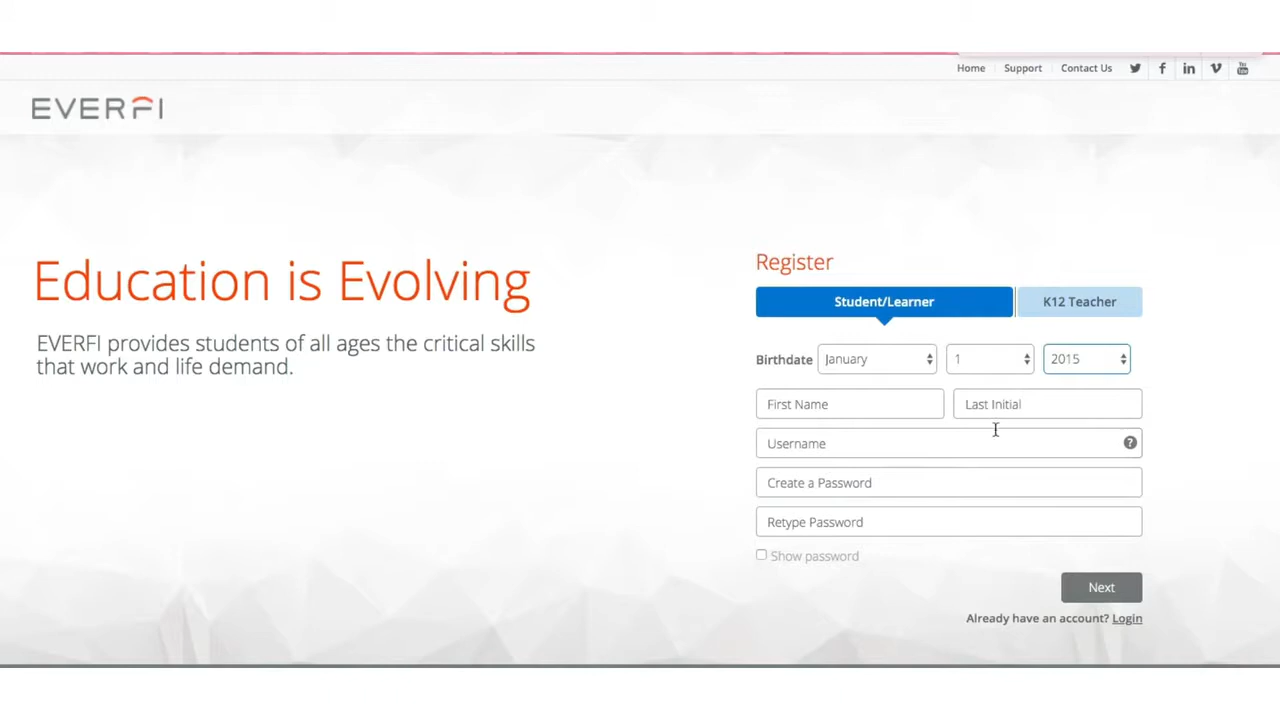 Home Support Contact Us
EVERFI
Education is Evolving
EVERFI provides students of all ages the critical skills
that work and life demand.
Register
Student/Learner K12 Teacher
Birthdate January 1 2015
First Name Last Initial
Username ?
Create a Password
Retype Password
Show password
Next
Already have an account? Login